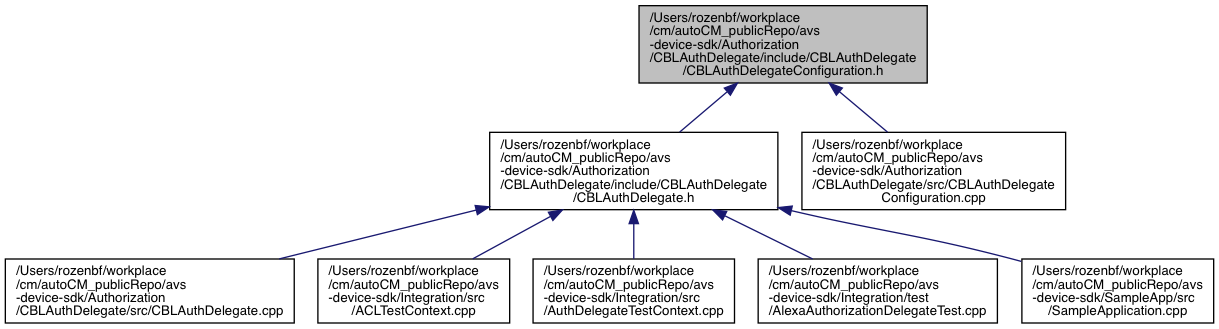 /Users/rozenbf/workplace
/cm/autoCM_publicRepo/avs
-device-sdk/Authorization
/CBLAuthDelegate/include/CBLAuthDelegate
/CBLAuthDelegateConfiguration.h
/Users/rozenbf/workplace
/cm/autoCM_publicRepo/avs
-device-sdk/Authorization
/CBLAuthDelegate/include/CBLAuthDelegate
/CBLAuthDelegate.h
/Users/rozenbf/workplace
/cm/autoCM_publicRepo/avs
-device-sdk/Authorization
/CBLAuthDelegate/src/CBLAuthDelegate
Configuration.cpp
/Users/rozenbf/workplace
/cm/autoCM_publicRepo/avs
-device-sdk/Authorization
/CBLAuthDelegate/src/CBLAuthDelegate.cpp
/Users/rozenbf/workplace
/cm/autoCM_publicRepo/avs
-device-sdk/Integration/src
/ACLTestContext.cpp
/Users/rozenbf/workplace
/cm/autoCM_publicRepo/avs
-device-sdk/Integration/src
/AuthDelegateTestContext.cpp
/Users/rozenbf/workplace
/cm/autoCM_publicRepo/avs
-device-sdk/Integration/test
/AlexaAuthorizationDelegateTest.cpp
/Users/rozenbf/workplace
/cm/autoCM_publicRepo/avs
-device-sdk/SampleApp/src
/SampleApplication.cpp